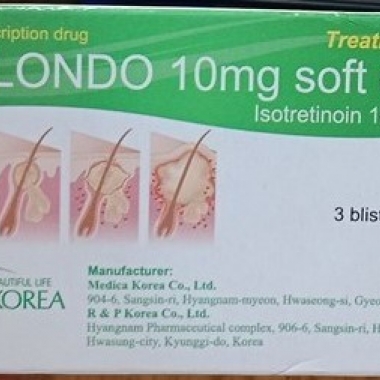 cription drug
Treat
LONDO 10mg soft
Isotretinoin 1
3 blist
EAUTIFUL LIFE
KOREA
Manufacturer:
Medica Korea Co., Ltd.
904-6, Sangsin-ri, Hyangnam-myeon, Hwaseong-si, Gyeo
R & P Korea Co., Ltd.
Hyangnam Pharmaceutical complex, 906-6, Sangsin-ri, H
Hwasung-city, Kyunggi-do, Korea